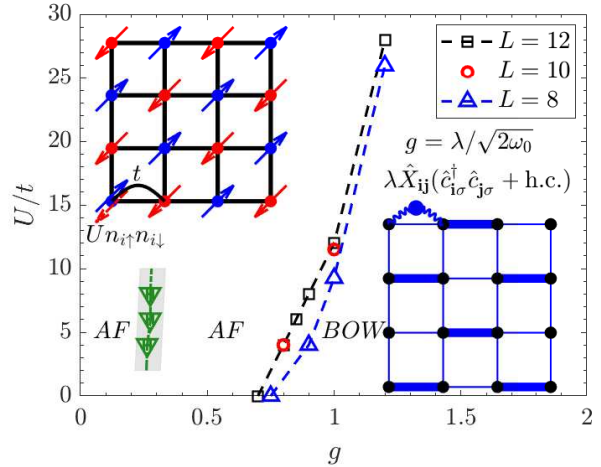 30
25
20
15
10
5
0
U/t
t
Un_{i↑}n_{i↓}
AF
AF
BOW
L = 12
L = 10
L = 8
g = λ/√2ω₀
λX̂_{ij}(ĉ†_{iσ}ĉ_{jσ} + h.c.)
0
0.5
1
1.5
2
g